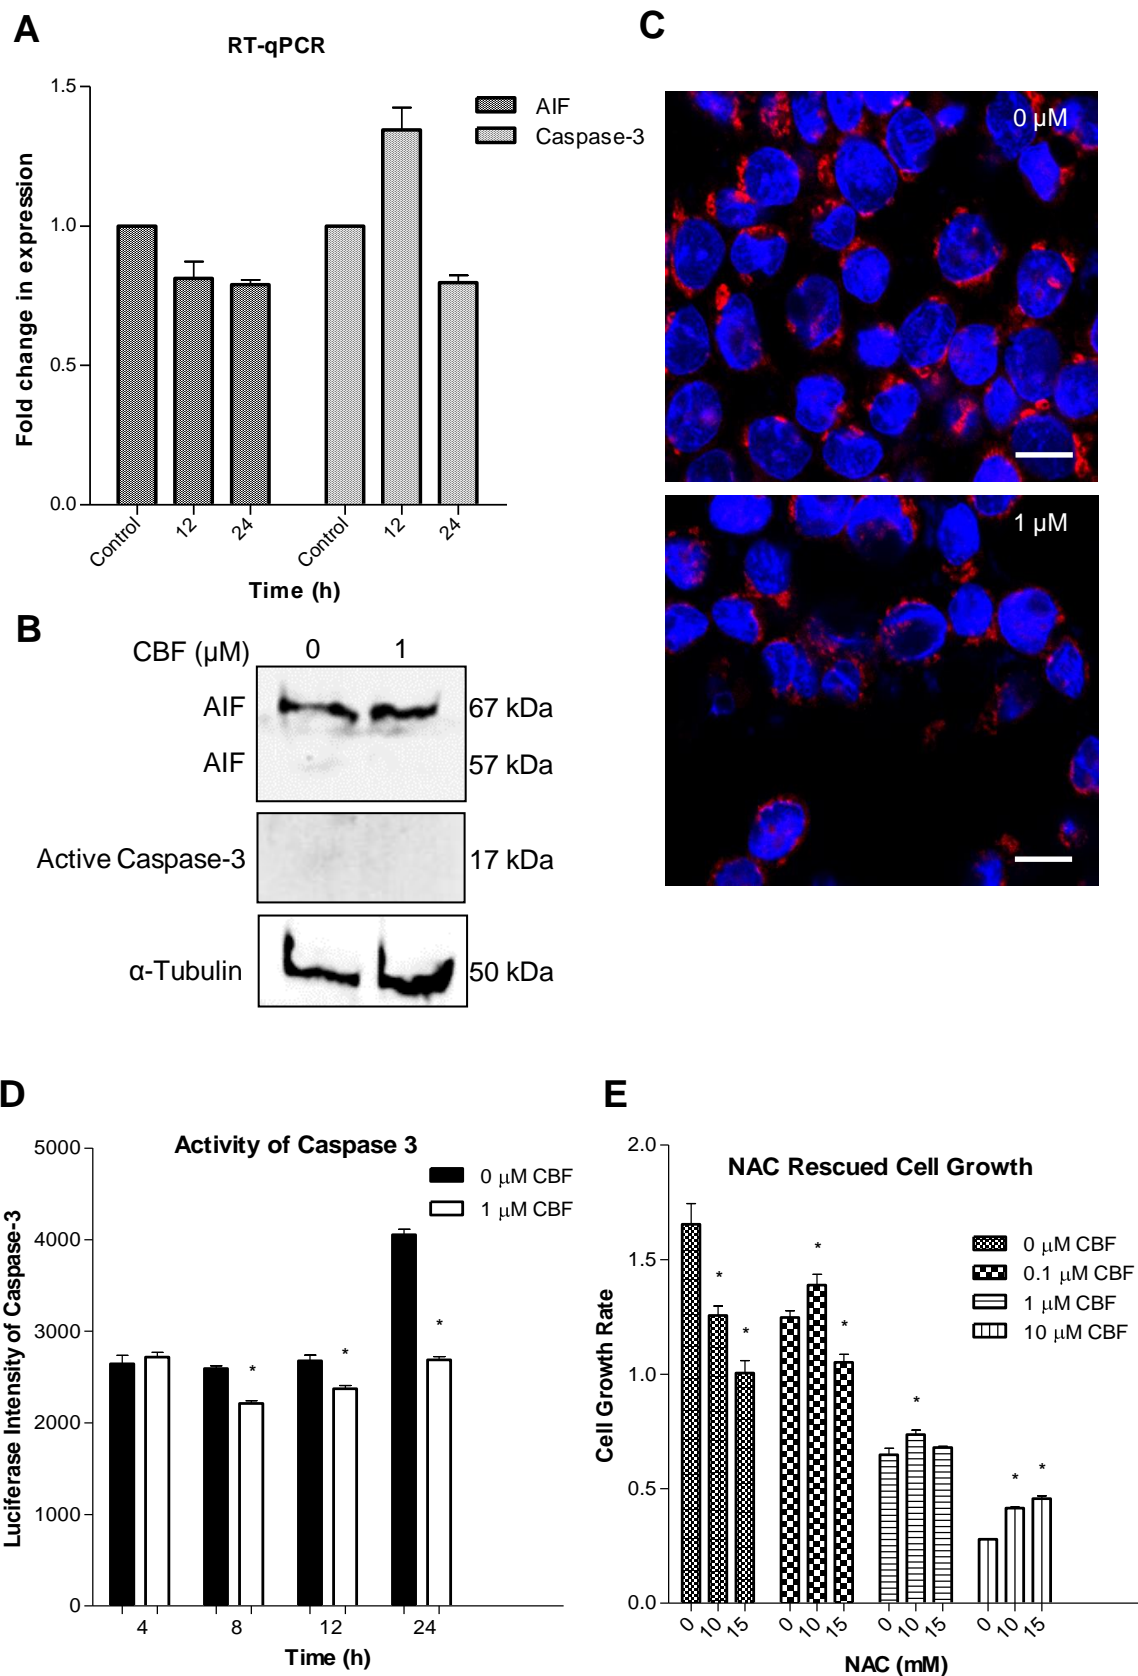 A
RT-qPCR
1.5
1.0
0.5
0.0
Fold change in expression
AIF
Caspase-3
Control
12
24
Control
12
24
Time (h)
B
CBF (µM) 0 1
AIF 67 kDa
AIF 57 kDa
Active Caspase-3 17 kDa
α-Tubulin 50 kDa
C
0 µM
1 µM
D
Activity of Caspase 3
5000
4000
3000
2000
1000
0
Luciferase Intensity of Caspase-3
0 µM CBF
1 µM CBF
*
*
*
4 8 12 24
Time (h)
E
NAC Rescued Cell Growth
2.0
1.5
1.0
0.5
0.0
Cell Growth Rate
0 µM CBF
0.1 µM CBF
1 µM CBF
10 µM CBF
*
*
*
*
*
*
*
0 10 15 0 10 15 0 10 15 0 10 15
NAC (mM)